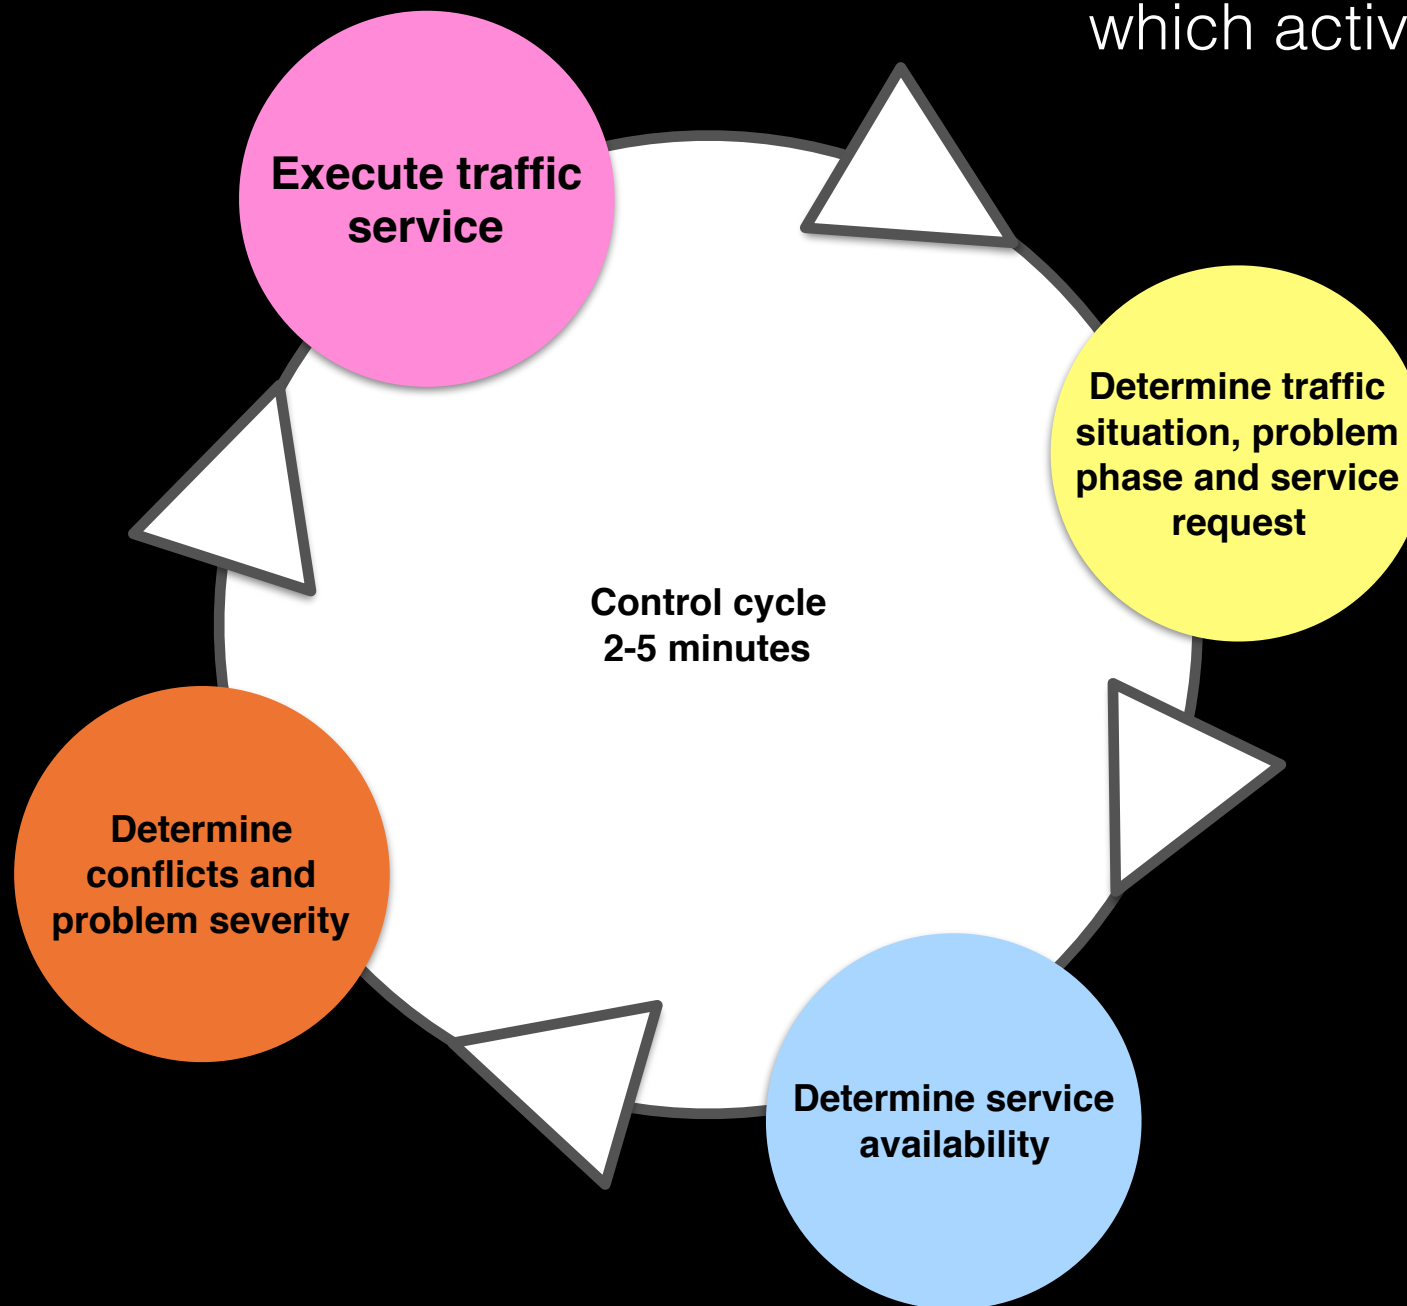 which activ
Execute traffic
service
Determine traffic
situation, problem
phase and service
request
Control cycle
2-5 minutes
Determine
conflicts and
problem severity
Determine service
availability